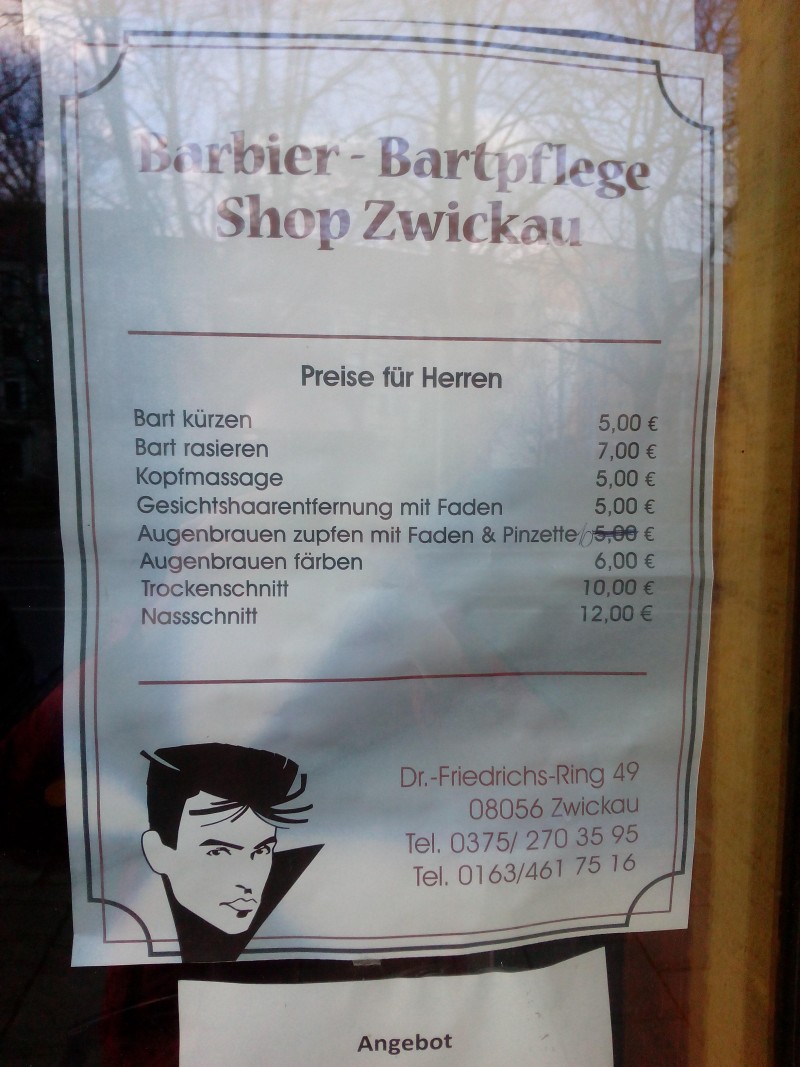 Barbier - Bartpflege
Shop Zwickau
Preise für Herren
Bart kürzen 5,00 €
Bart rasieren 7,00 €
Kopfmassage 5,00 €
Gesichtshaarentfernung mit Faden 5,00 €
Augenbrauen zupfen mit Faden & Pinzette 6 5,00 €
Augenbrauen färben 6,00 €
Trockenschnitt 10,00 €
Nassschnitt 12,00 €
Dr.-Friedrichs-Ring 49
08056 Zwickau
Tel. 0375/ 270 35 95
Tel. 0163/461 75 16
Angebot